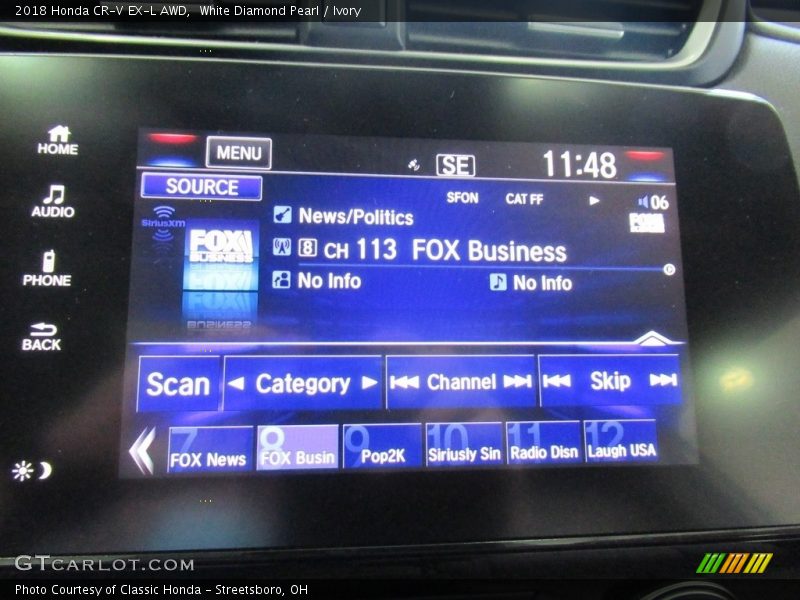 2018 Honda CR-V EX-L AWD, White Diamond Pearl / Ivory
HOME
AUDIO
PHONE
BACK
MENU
SE
11:48
SOURCE
SFON CAT FF
06
SiriusXm
FOX
BUSINESS
News/Politics
FOX
8 CH 113 FOX Business
No Info
No Info
Scan
Category
Channel
Skip
7 FOX News
8 FOX Busin
9 Pop2K
10 Siriusly Sin
11 Radio Disn
12 Laugh USA
GTCARLOT.COM
Photo Courtesy of Classic Honda - Streetsboro, OH